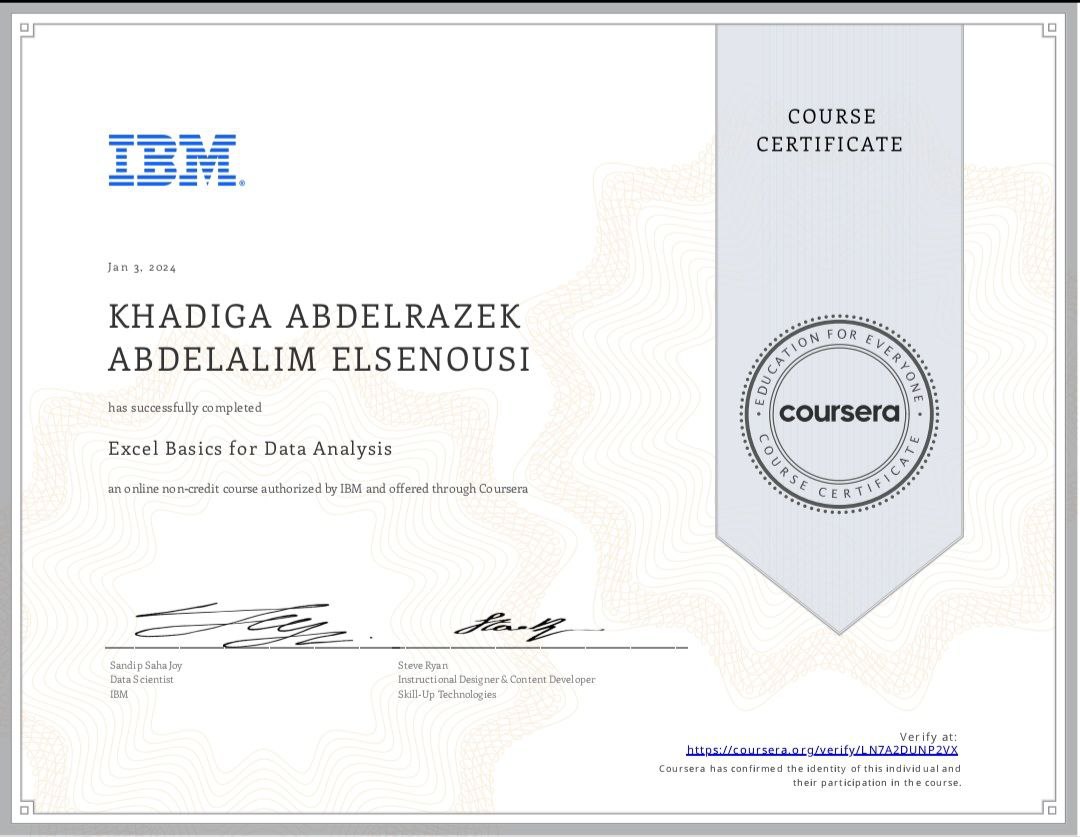 COURSE
CERTIFICATE
IBM®
Jan 3, 2024
KHADIGA ABDELRAZEK
ABDELALIM ELSENOUSI
has successfully completed
Excel Basics for Data Analysis
an online non-credit course authorized by IBM and offered through Coursera
EDUCATION FOR EVERYONE
coursera
COURSE CERTIFICATE
Sandip Saha Joy
Data Scientist
IBM
Steve Ryan
Instructional Designer & Content Developer
Skill-Up Technologies
Verify at:
https://coursera.org/verify/LN7A2DUNP2VX
Coursera has confirmed the identity of this individual and
their participation in the course.